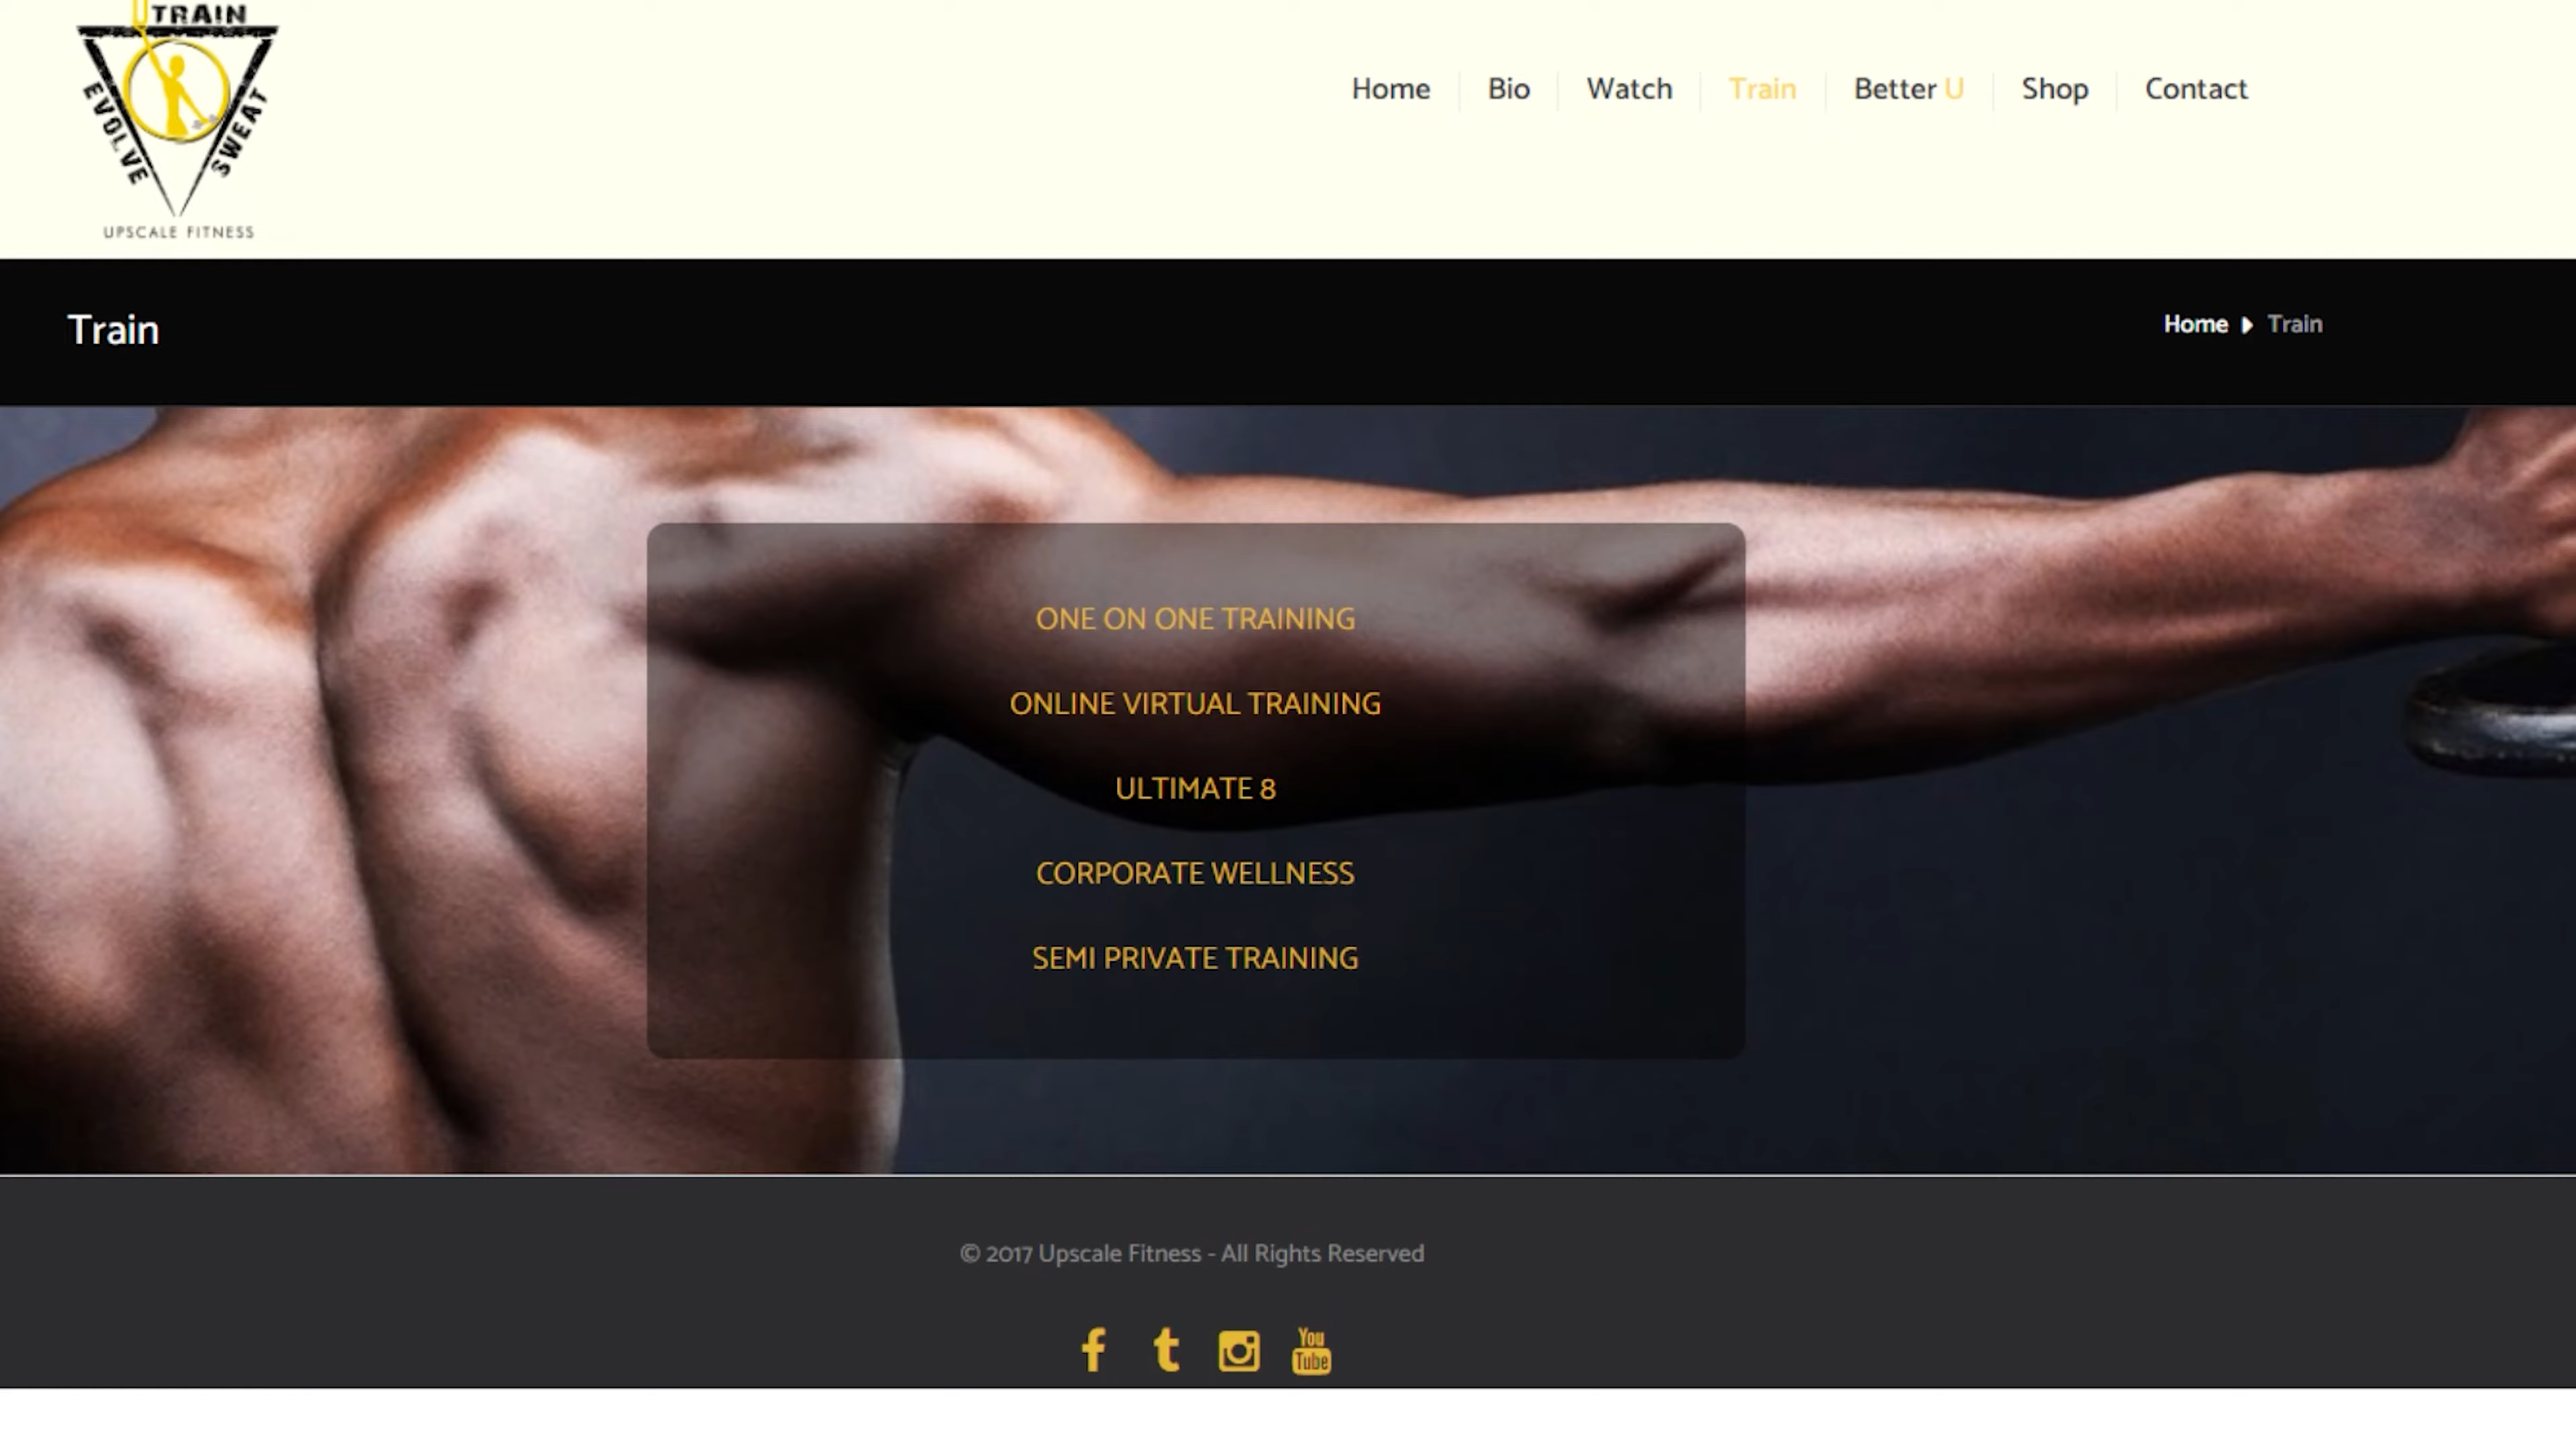 UTRAIN
EVOLVE
SWEAT
UPSCALE FITNESS
Home
Bio
Watch
Train
Better U
Shop
Contact
Train
Home
Train
ONE ON ONE TRAINING
ONLINE VIRTUAL TRAINING
ULTIMATE 8
CORPORATE WELLNESS
SEMI PRIVATE TRAINING
© 2017 Upscale Fitness - All Rights Reserved
You
Tube